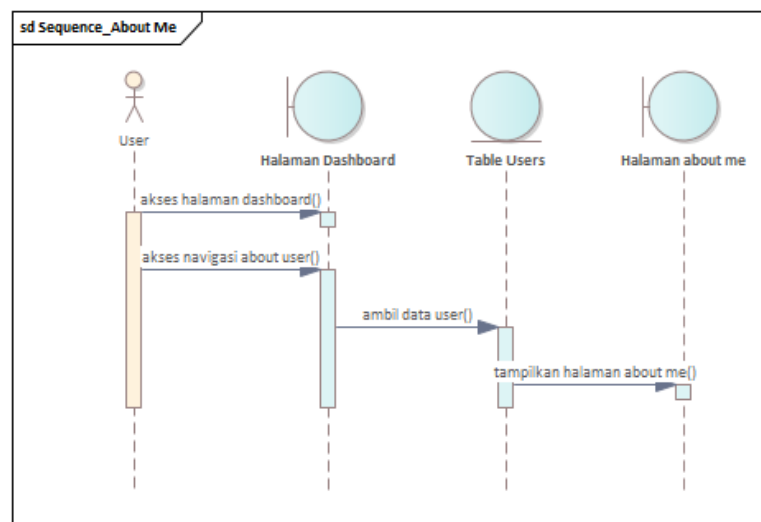 sd Sequence_About Me
User
Halaman Dashboard
Table Users
Halaman about me
akses halaman dashboard()
akses navigasi about user()
ambil data user()
tampilkan halaman about me()